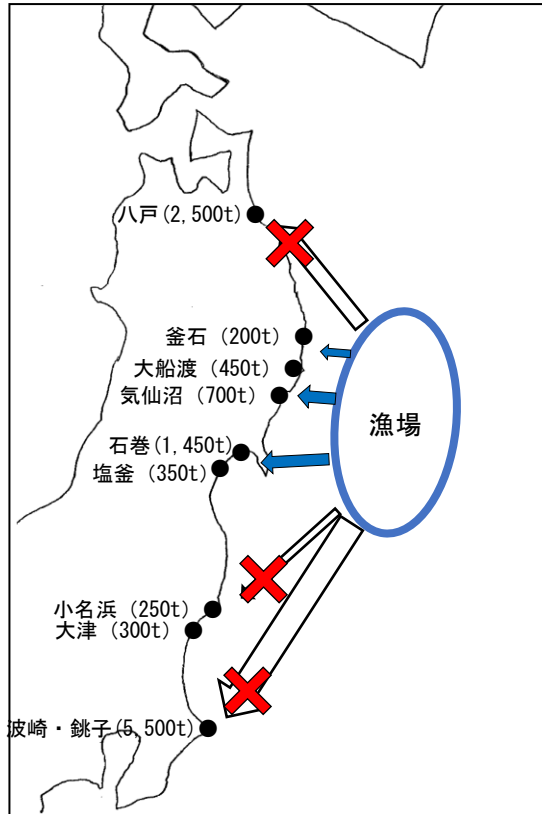 八戸(2,500t)
釜石 (200t)
大船渡 (450t)
気仙沼 (700t)
漁場
石巻(1,450t)
塩釜 (350t)
小名浜 (250t)
大津 (300t)
波崎・銚子(5,500t)